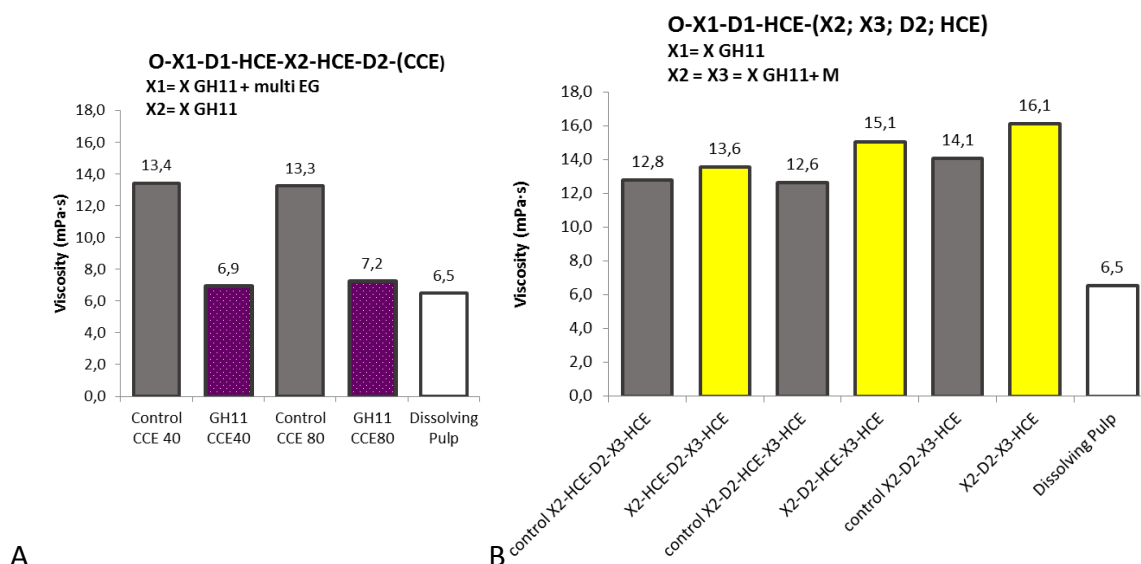 O-X1-D1-HCE-X2-HCE-D2-(CCE)
X1= X GH11 + multi EG
X2= X GH11
Viscosity (mPa·s)
18,0
16,0
14,0
12,0
10,0
8,0
6,0
4,0
2,0
0,0
13,4
6,9
13,3
7,2
6,5
Control CCE 40
GH11 CCE40
Control CCE 80
GH11 CCE80
Dissolving Pulp
A
O-X1-D1-HCE-(X2; X3; D2; HCE)
X1= X GH11
X2 = X3 = X GH11+ M
Viscosity (mPa·s)
18,0
16,0
14,0
12,0
10,0
8,0
6,0
4,0
2,0
0,0
12,8
13,6
12,6
15,1
14,1
16,1
6,5
control X2-HCE-D2-X3-HCE
X2-HCE-D2-X3-HCE
control X2-D2-HCE-X3-HCE
X2-D2-HCE-X3-HCE
control X2-D2-X3-HCE
X2-D2-X3-HCE
Dissolving Pulp
B